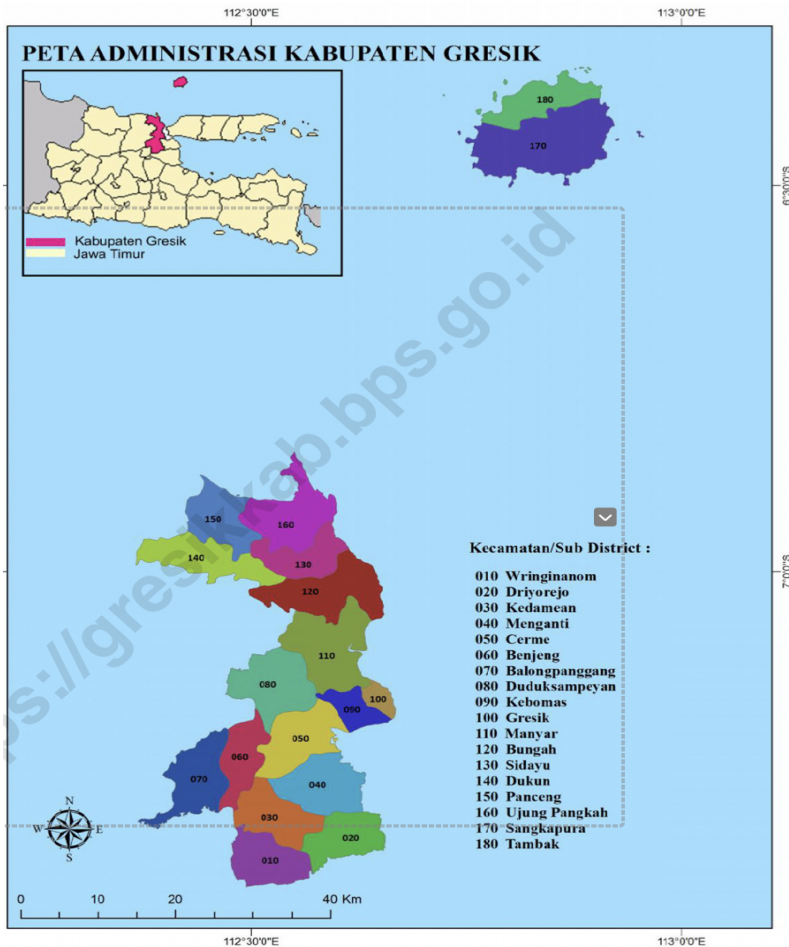 112°30'0"E
113°0'0"E
PETA ADMINISTRASI KABUPATEN GRESIK
Kabupaten Gresik
Jawa Timur
180
170
6°30'0"S
ps://gresikkab.bps.go.id
150
160
140
130
120
110
080
100
090
050
060
070
040
030
020
010
7°0'0"S
Kecamatan/Sub District :
010 Wringinanom
020 Driyorejo
030 Kedamean
040 Menganti
050 Cerme
060 Benjeng
070 Balongpanggang
080 Duduksampeyan
090 Kebomas
100 Gresik
110 Manyar
120 Bungah
130 Sidayu
140 Dukun
150 Panceng
160 Ujung Pangkah
170 Sangkapura
180 Tambak
N
W E
S
0 10 20 40 Km
112°30'0"E
113°0'0"E